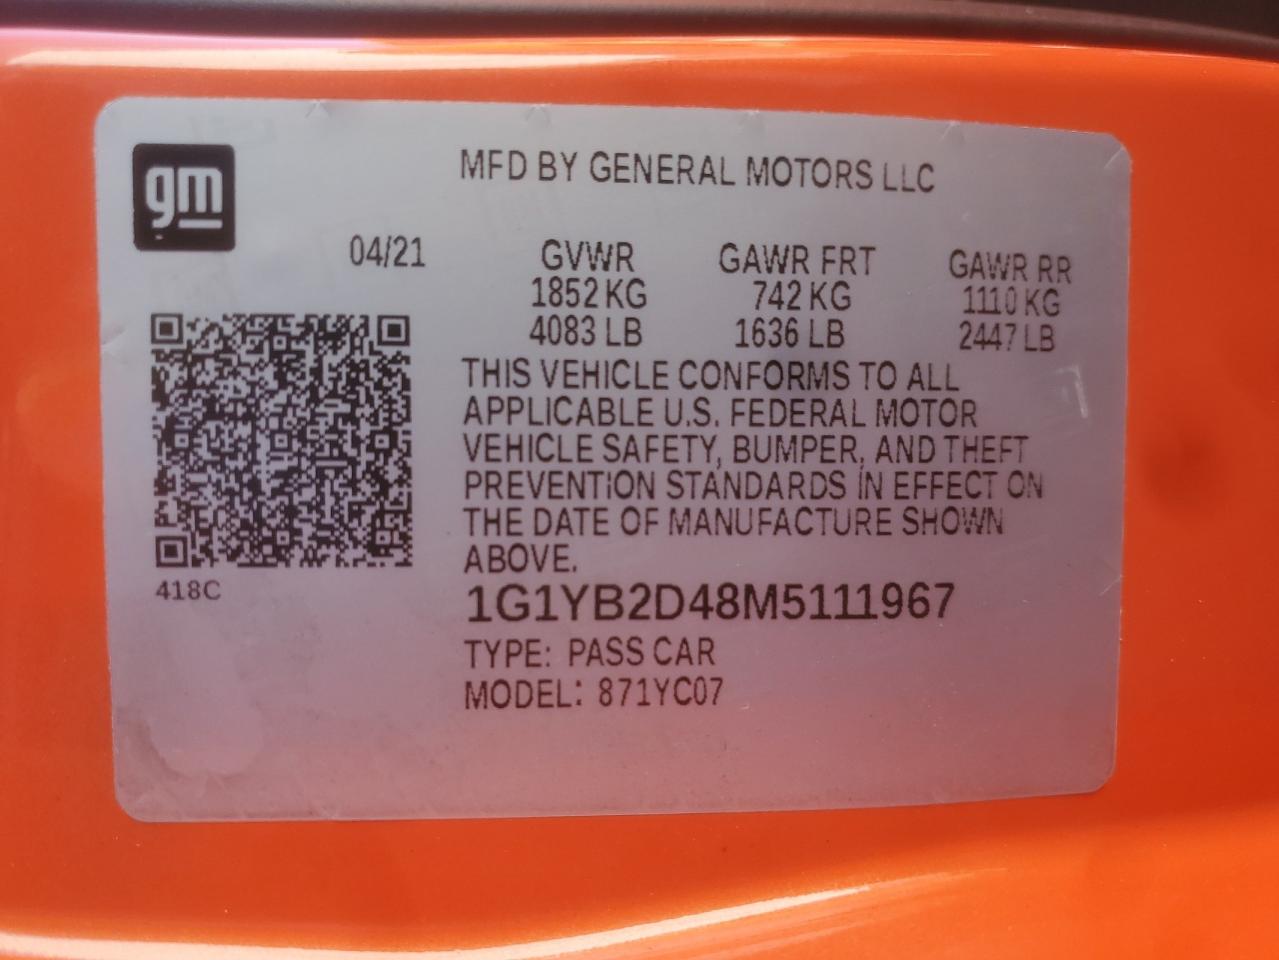 gm
MFD BY GENERAL MOTORS LLC
04/21 GVWR GAWR FRT GAWR RR
1852 KG 742 KG 1110 KG
4083 LB 1636 LB 2447 LB
THIS VEHICLE CONFORMS TO ALL
APPLICABLE U.S. FEDERAL MOTOR
VEHICLE SAFETY, BUMPER, AND THEFT
PREVENTION STANDARDS IN EFFECT ON
THE DATE OF MANUFACTURE SHOWN
ABOVE.
418C
1G1YB2D48M5111967
TYPE: PASS CAR
MODEL: 871YC07